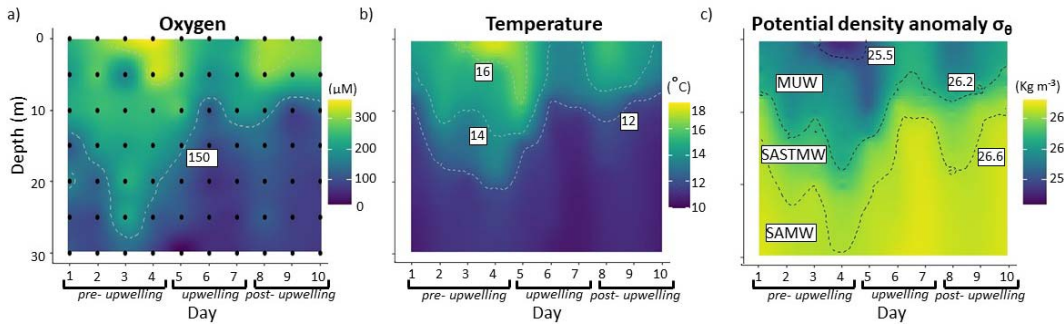 a)
Oxygen
0
10
20
30
Depth (m)
150
(μM)
300
200
100
0
1 2 3 4 5 6 7 8 9 10
pre- upwelling upwelling post- upwelling
Day
b)
Temperature
16
14
12
(°C)
18
16
14
12
10
1 2 3 4 5 6 7 8 9 10
pre- upwelling upwelling post- upwelling
Day
c)
Potential density anomaly σθ
25.5
MUW
26.2
SASTMW
26.6
SAMW
(Kg m⁻³)
26
26
25
1 2 3 4 5 6 7 8 9 10
pre- upwelling upwelling post- upwelling
Day